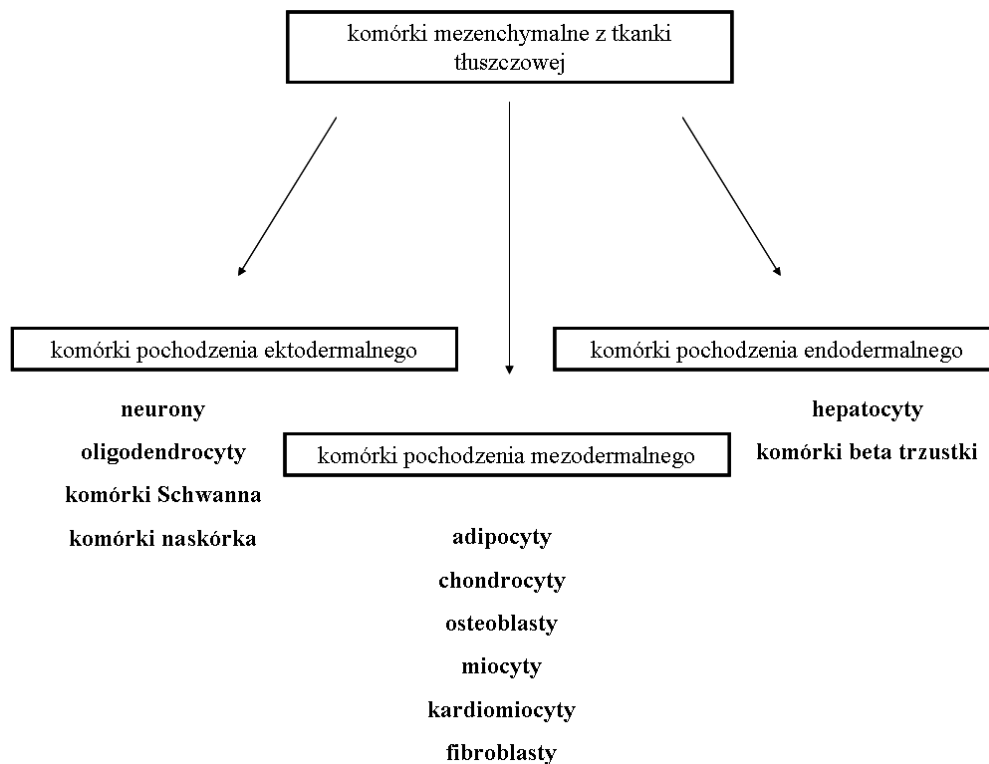 komórki mezenchymalne z tkanki
tłuszczowej
komórki pochodzenia ektodermalnego
neurony
oligodendrocyty
komórki Schwanna
komórki naskórka
komórki pochodzenia mezodermalnego
adipocyty
chondrocyty
osteoblasty
miocyty
kardiomiocyty
fibroblasty
komórki pochodzenia endodermalnego
hepatocyty
komórki beta trzustki